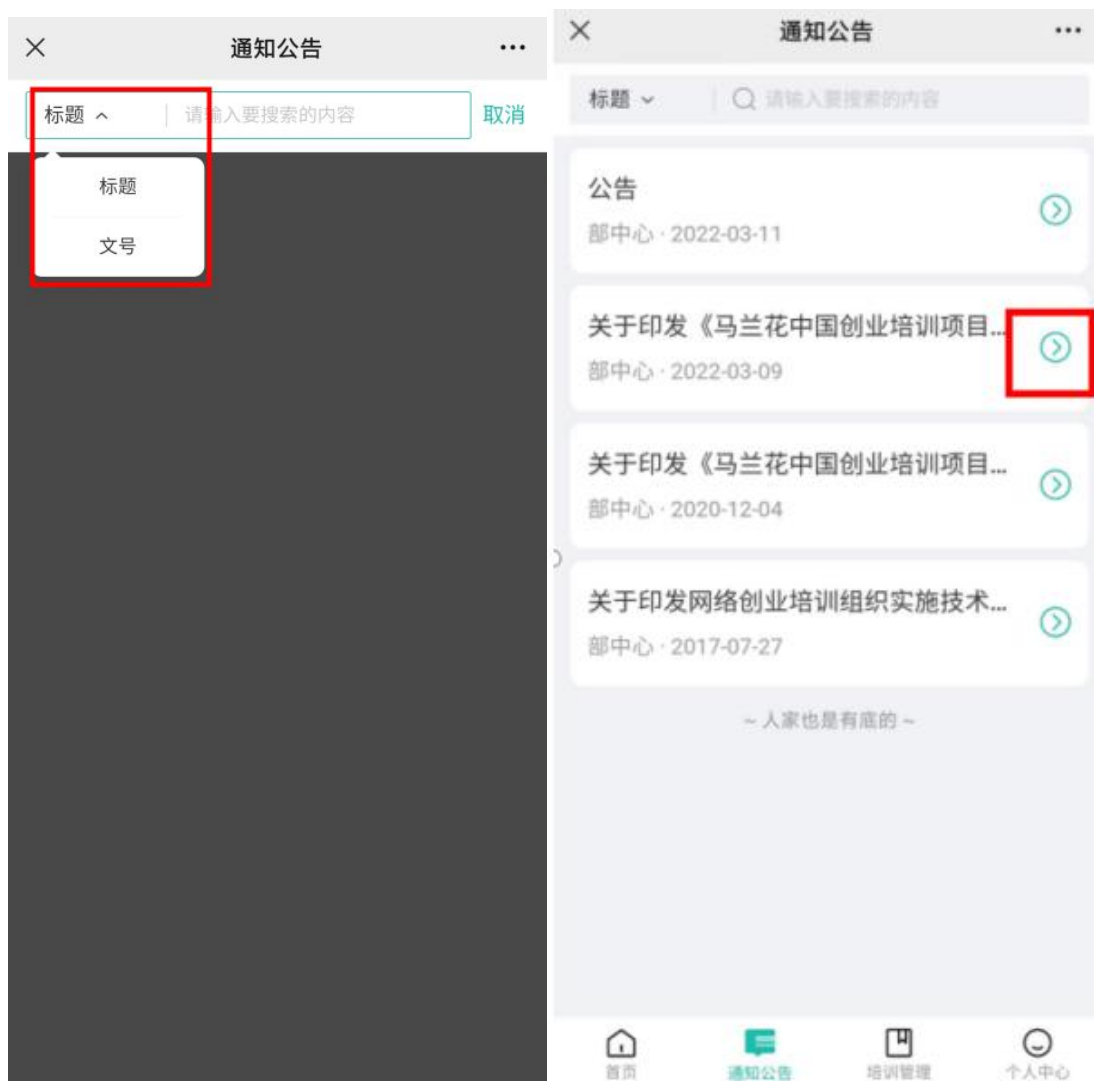 通知公告
标题
请输入要搜索的内容
取消
标题
文号
通知公告
标题
请输入要搜索的内容
公告
部中心 · 2022-03-11
关于印发《马兰花中国创业培训项目...
部中心 · 2022-03-09
关于印发《马兰花中国创业培训项目...
部中心 · 2020-12-04
关于印发网络创业培训组织实施技术...
部中心 · 2017-07-27
~ 人家也是有底的 ~
首页
通知公告
培训管理
个人中心